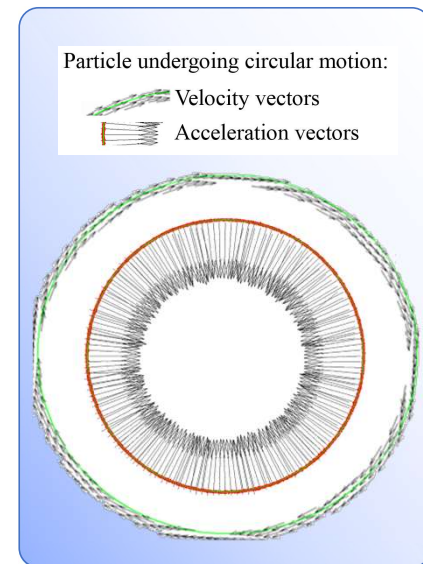 Particle undergoing circular motion:
Velocity vectors
Acceleration vectors